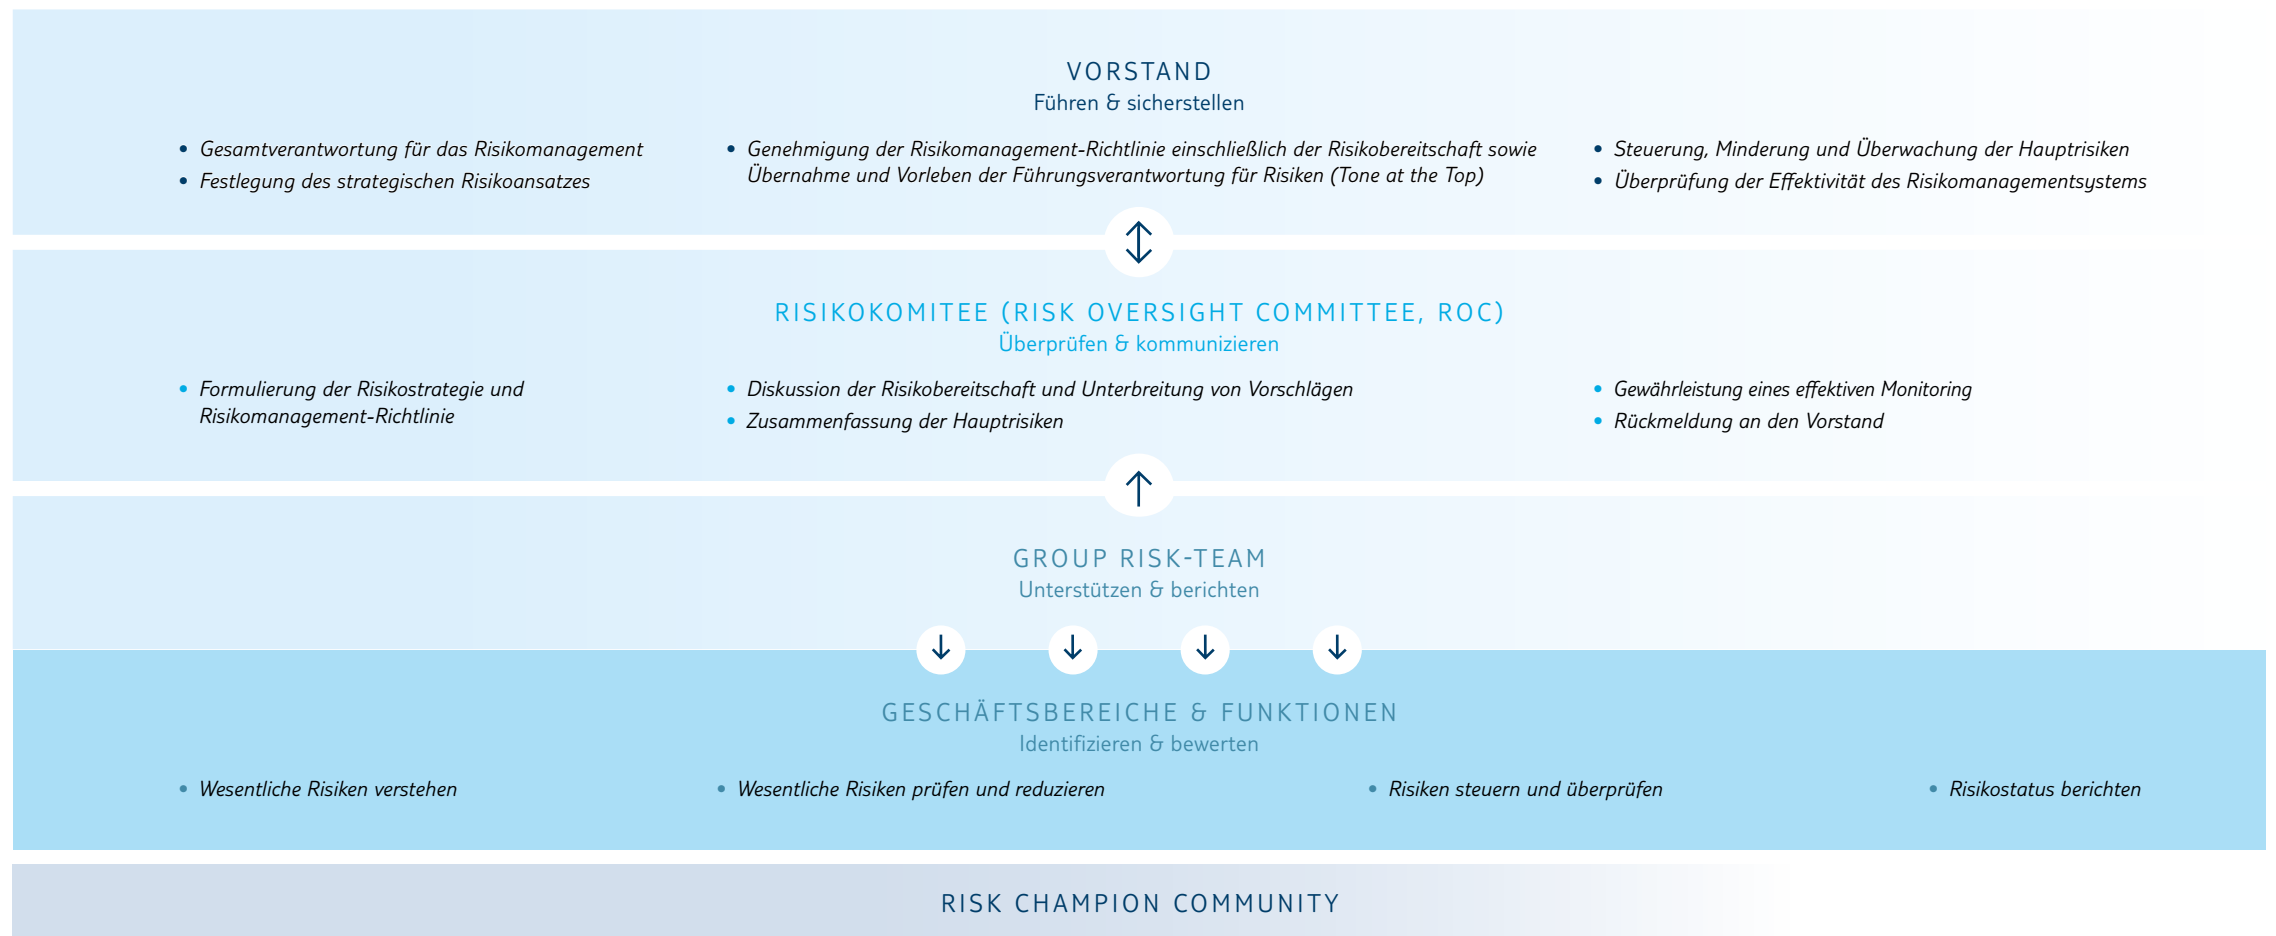 VORSTAND
Führen & sicherstellen
• Gesamtverantwortung für das Risikomanagement
• Festlegung des strategischen Risikoansatzes
• Genehmigung der Risikomanagement-Richtlinie einschließlich der Risikobereitschaft sowie
Übernahme und Vorleben der Führungsverantwortung für Risiken (Tone at the Top)
• Steuerung, Minderung und Überwachung der Hauptrisiken
• Überprüfung der Effektivität des Risikomanagementsystems
RISIKOKOMITEE (RISK OVERSIGHT COMMITTEE, ROC)
Überprüfen & kommunizieren
• Formulierung der Risikostrategie und
Risikomanagement-Richtlinie
• Diskussion der Risikobereitschaft und Unterbreitung von Vorschlägen
• Zusammenfassung der Hauptrisiken
• Gewährleistung eines effektiven Monitoring
• Rückmeldung an den Vorstand
GROUP RISK-TEAM
Unterstützen & berichten
GESCHÄFTSBEREICHE & FUNKTIONEN
Identifizieren & bewerten
• Wesentliche Risiken verstehen
• Wesentliche Risiken prüfen und reduzieren
• Risiken steuern und überprüfen
• Risikostatus berichten
RISK CHAMPION COMMUNITY